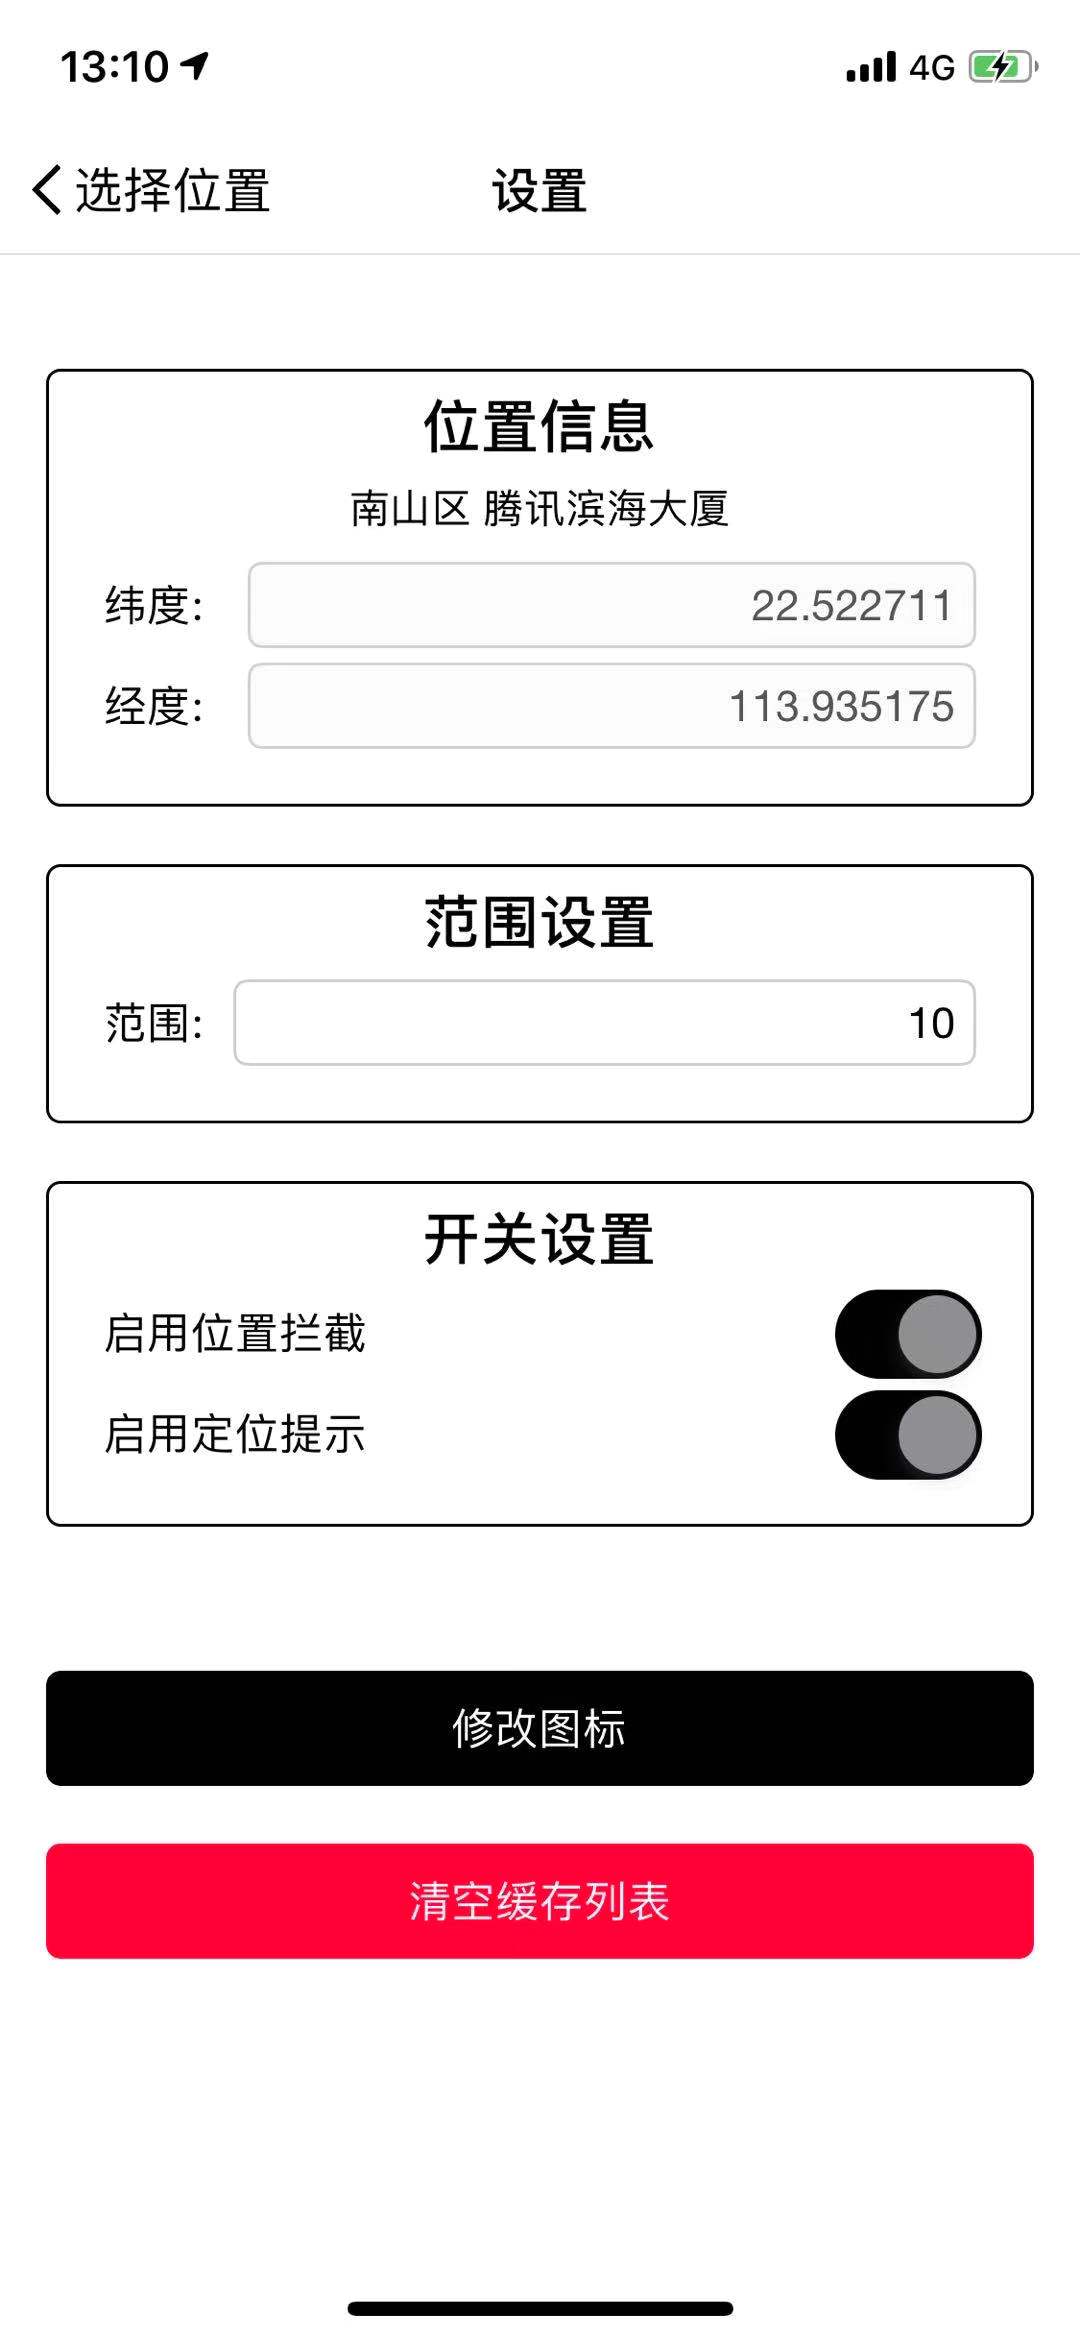 13:10 4G
选择位置 设置
位置信息
南山区 腾讯滨海大厦
纬度: 22.522711
经度: 113.935175
范围设置
范围: 10
开关设置
启用位置拦截
启用定位提示
修改图标
清空缓存列表